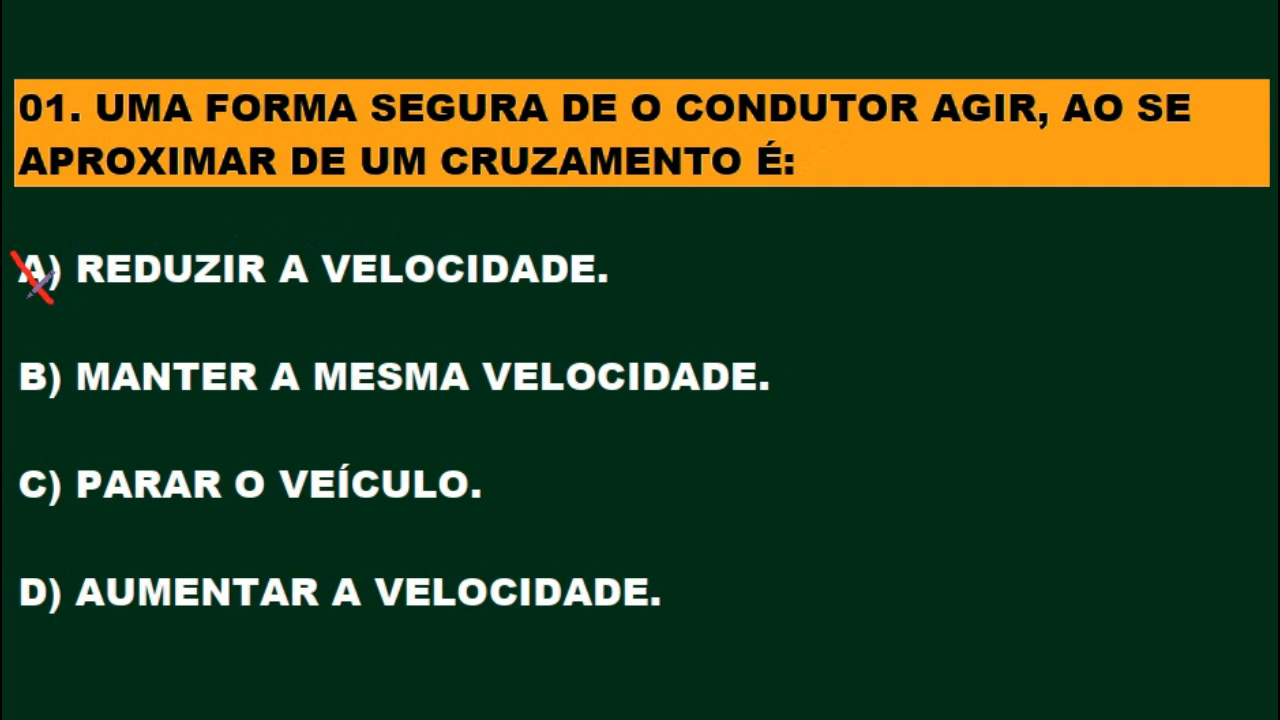 01. UMA FORMA SEGURA DE O CONDUTOR AGIR, AO SE
APROXIMAR DE UM CRUZAMENTO É:
A) REDUZIR A VELOCIDADE.
B) MANTER A MESMA VELOCIDADE.
C) PARAR O VEÍCULO.
D) AUMENTAR A VELOCIDADE.